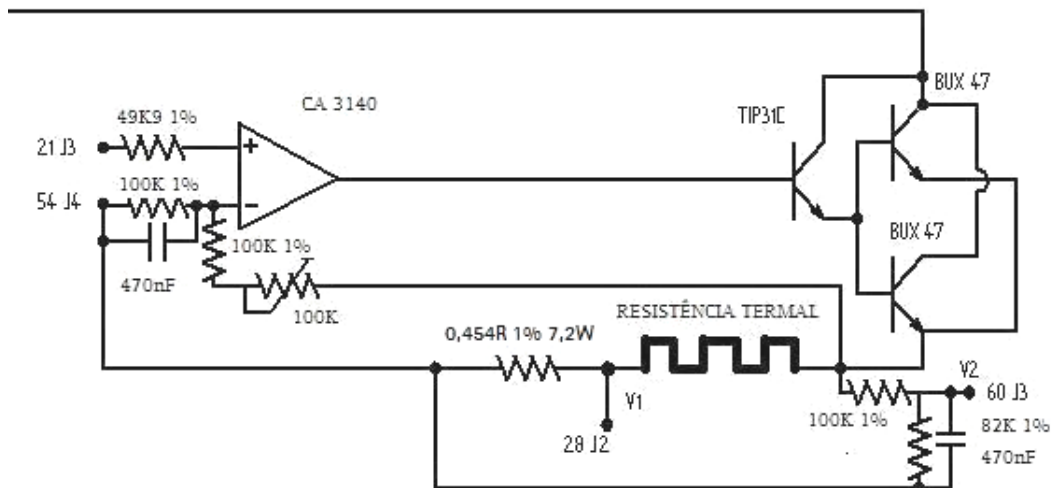 BUX 47
CA 3140
TIP31C
49K9 1%
21 J3
+
100K 1%
54 J4
-
BUX 47
100K 1%
470nF
100K
RESISTÊNCIA TERMAL
0,454R 1% 7,2W
V2
60 J3
V1
100K 1%
82K 1%
28 J2
470nF